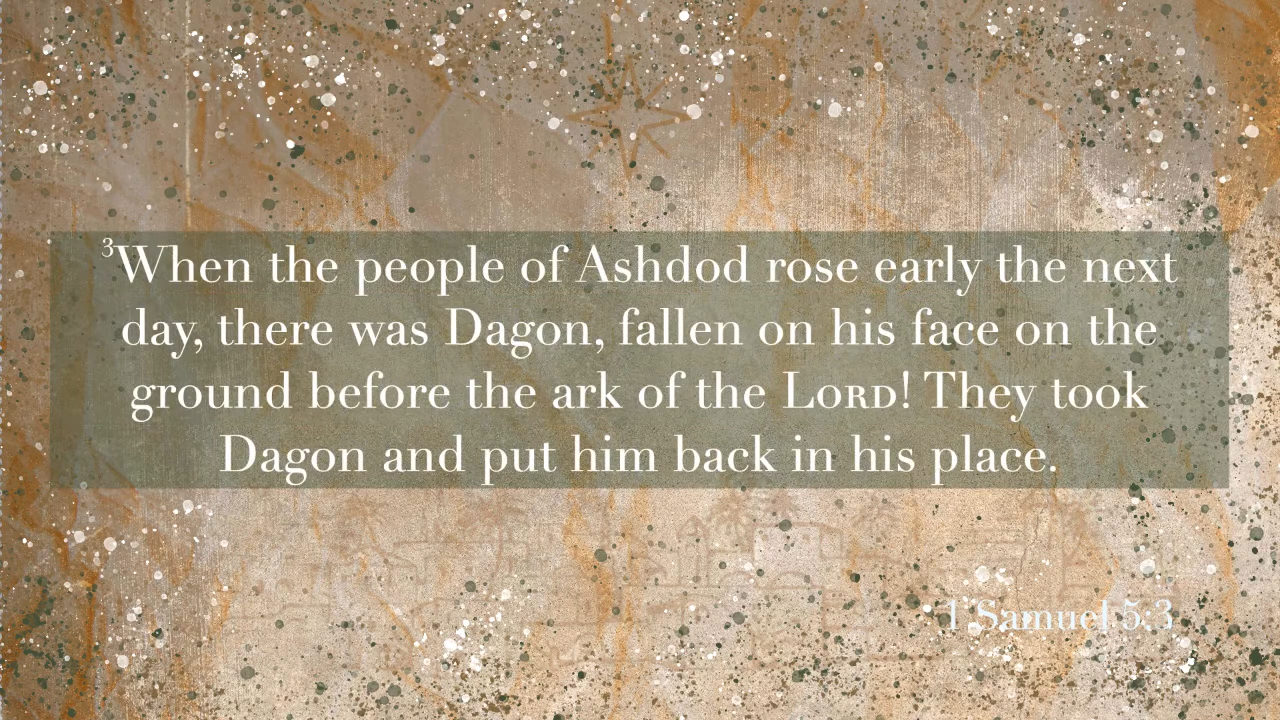 ³When the people of Ashdod rose early the next
day, there was Dagon, fallen on his face on the
ground before the ark of the LORD! They took
Dagon and put him back in his place.
1 Samuel 5:3